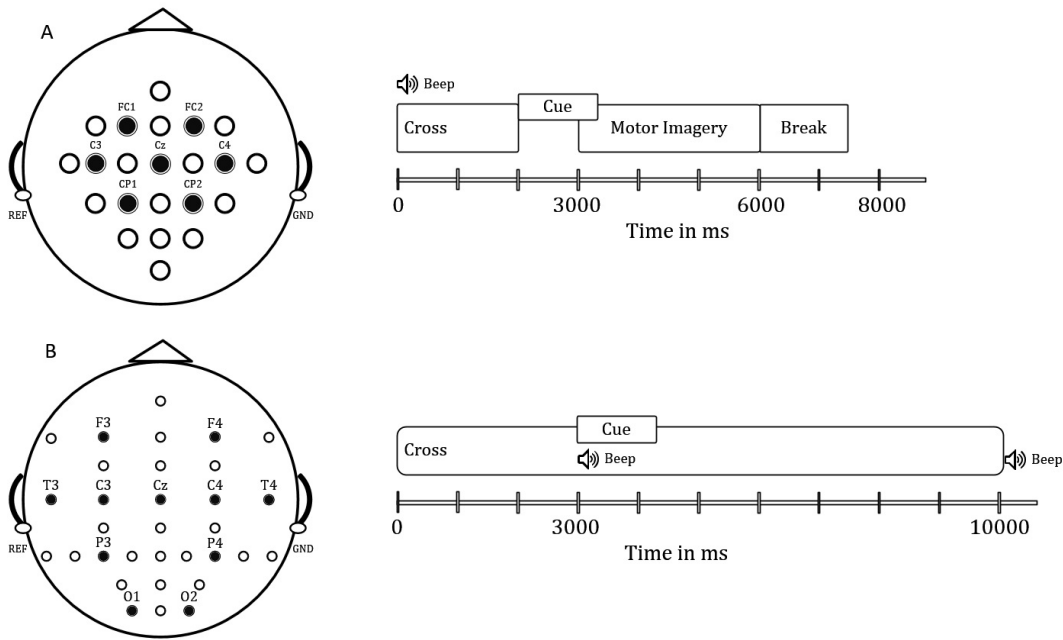 A
FC1 FC2
C3 Cz C4
CP1 CP2
REF GND
Beep
Cue
Cross Motor Imagery Break
0 3000 6000 8000
Time in ms
B
F3 F4
T3 C3 Cz C4 T4
P3 P4
REF GND
O1 O2
Cue
Cross
Beep Beep
0 3000 10000
Time in ms